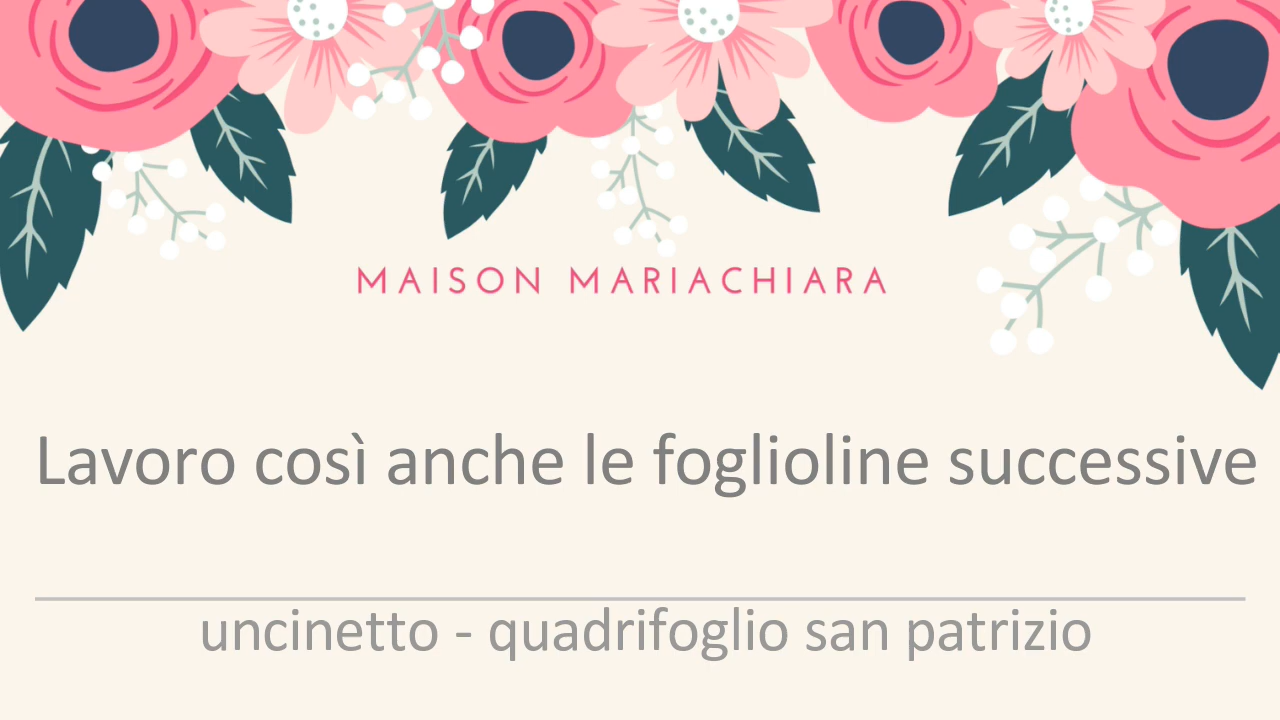 MAISON MARIACHIARA
Lavoro così anche le foglioline successive
uncinetto - quadrifoglio san patrizio